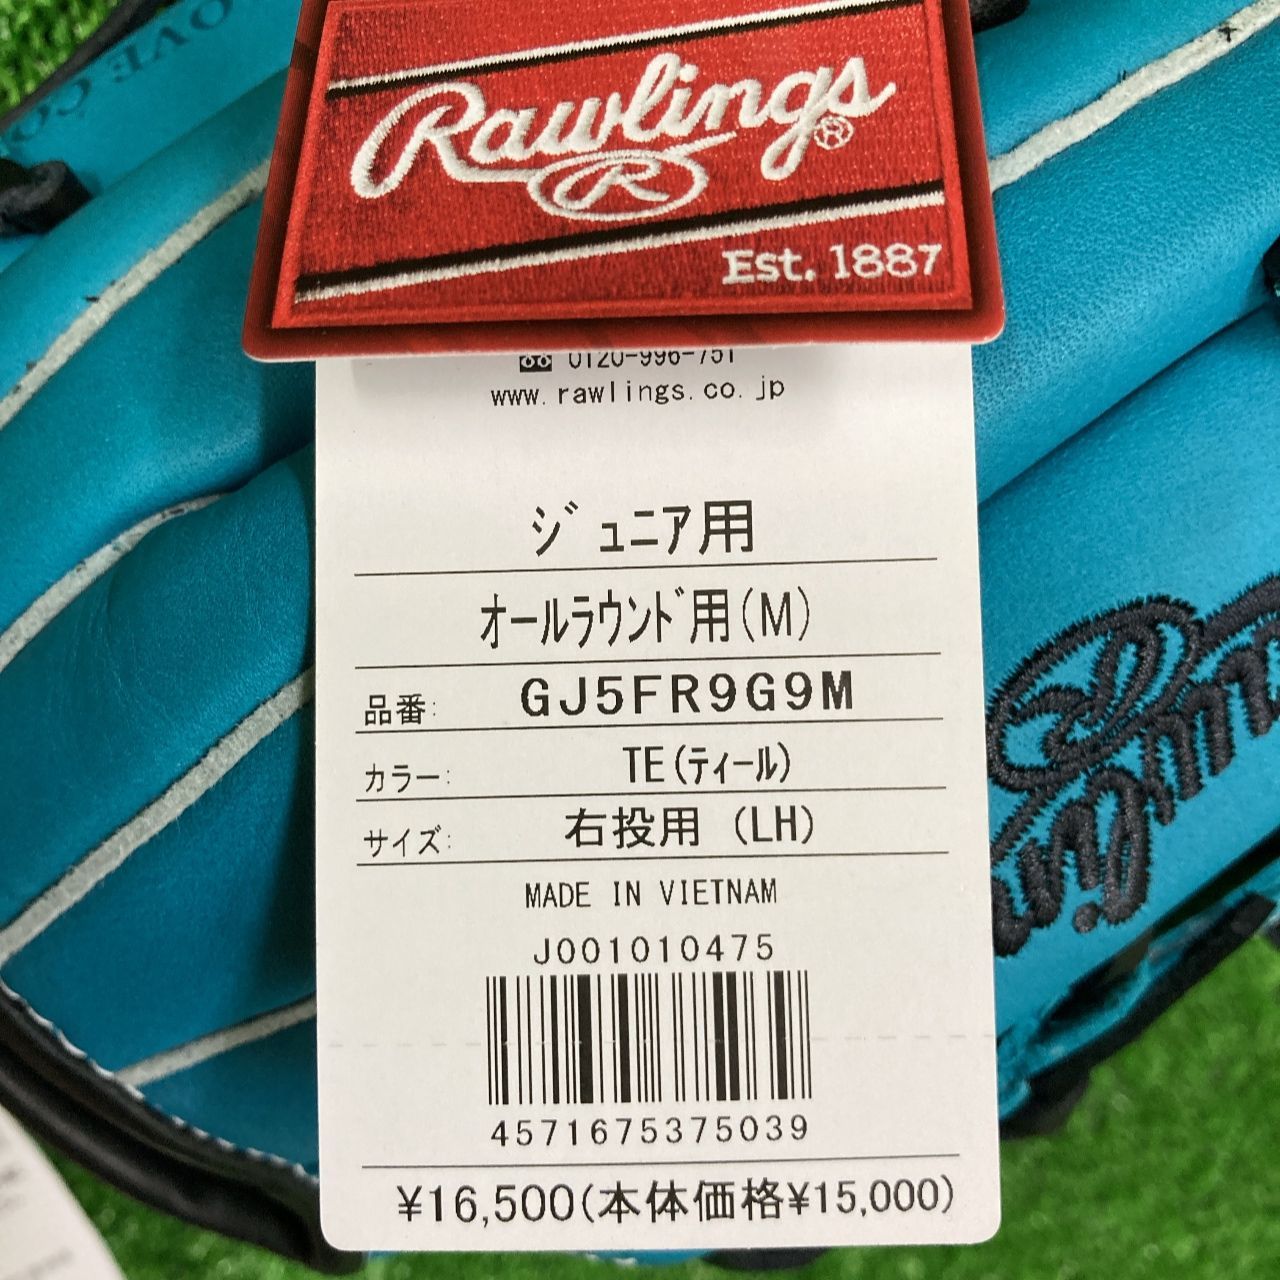 OVE CO
Rawlings®
R
Est. 1887
0120-996-751
www.rawlings.co.jp
ジュニア用
オールラウンド用(M)
品番: GJ5FR9G9M
カラー: TE(ティール)
サイズ: 右投用 (LH)
MADE IN VIETNAM
J001010475
4571675375039
¥16,500(本体価格¥15,000)